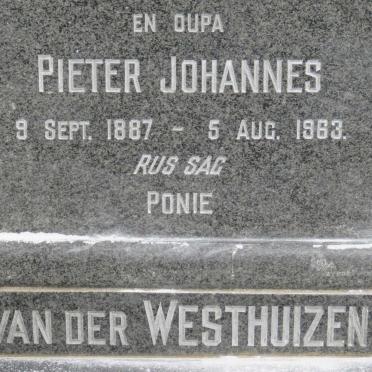 EN OUPA
PIETER JOHANNES
9 SEPT. 1887 - 5 AUG. 1963.
RUS SAG
PONIE
VAN DER WESTHUIZEN